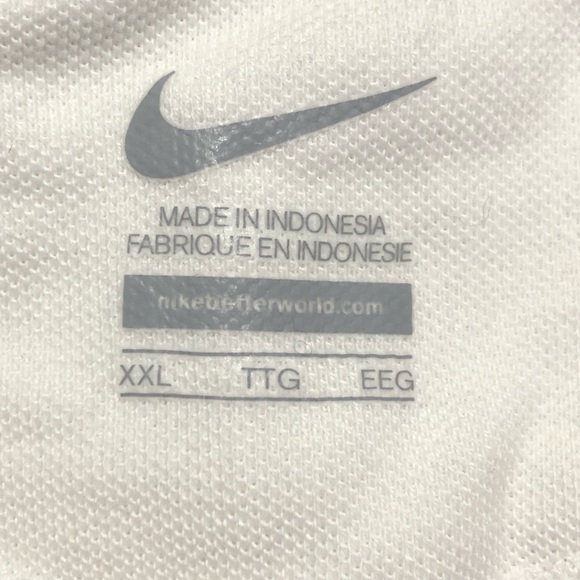 MADE IN INDONESIA
FABRIQUE EN INDONESIE
nikebetterworld.com
XXL TTG EEG